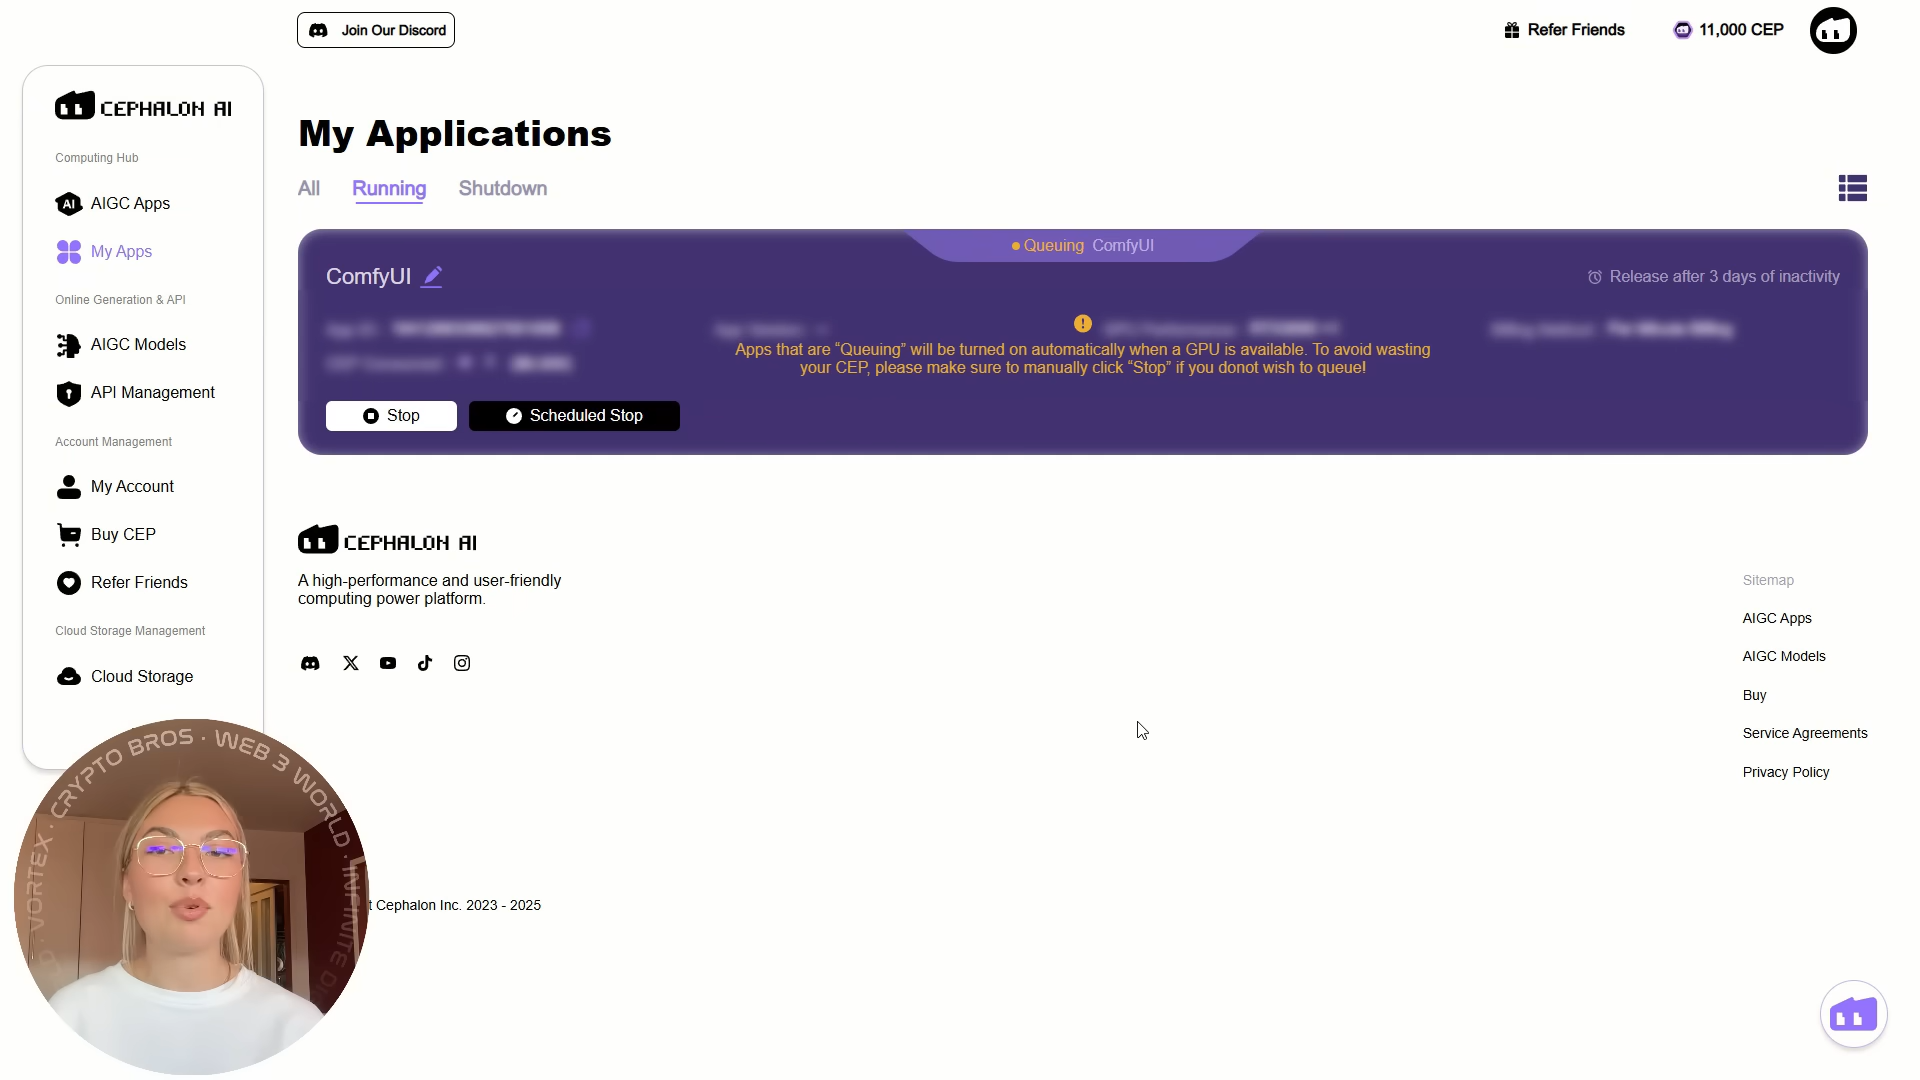 Join Our Discord
Refer Friends
11,000 CEP
CEPHALON AI
Computing Hub
AIGC Apps
My Apps
Online Generation & API
AIGC Models
API Management
Account Management
My Account
Buy CEP
Refer Friends
Cloud Storage Management
Cloud Storage
My Applications
All Running Shutdown
Queuing ComfyUI
ComfyUI
Release after 3 days of inactivity
Apps that are “Queuing” will be turned on automatically when a GPU is available. To avoid wasting
your CEP, please make sure to manually click “Stop” if you donot wish to queue!
Stop
Scheduled Stop
CEPHALON AI
A high-performance and user-friendly
computing power platform.
Sitemap
AIGC Apps
AIGC Models
Buy
Service Agreements
Privacy Policy
Cephalon Inc. 2023 - 2025
VORTEX · CRYPTO BROS · WEB 3 WORLD · INFINITE